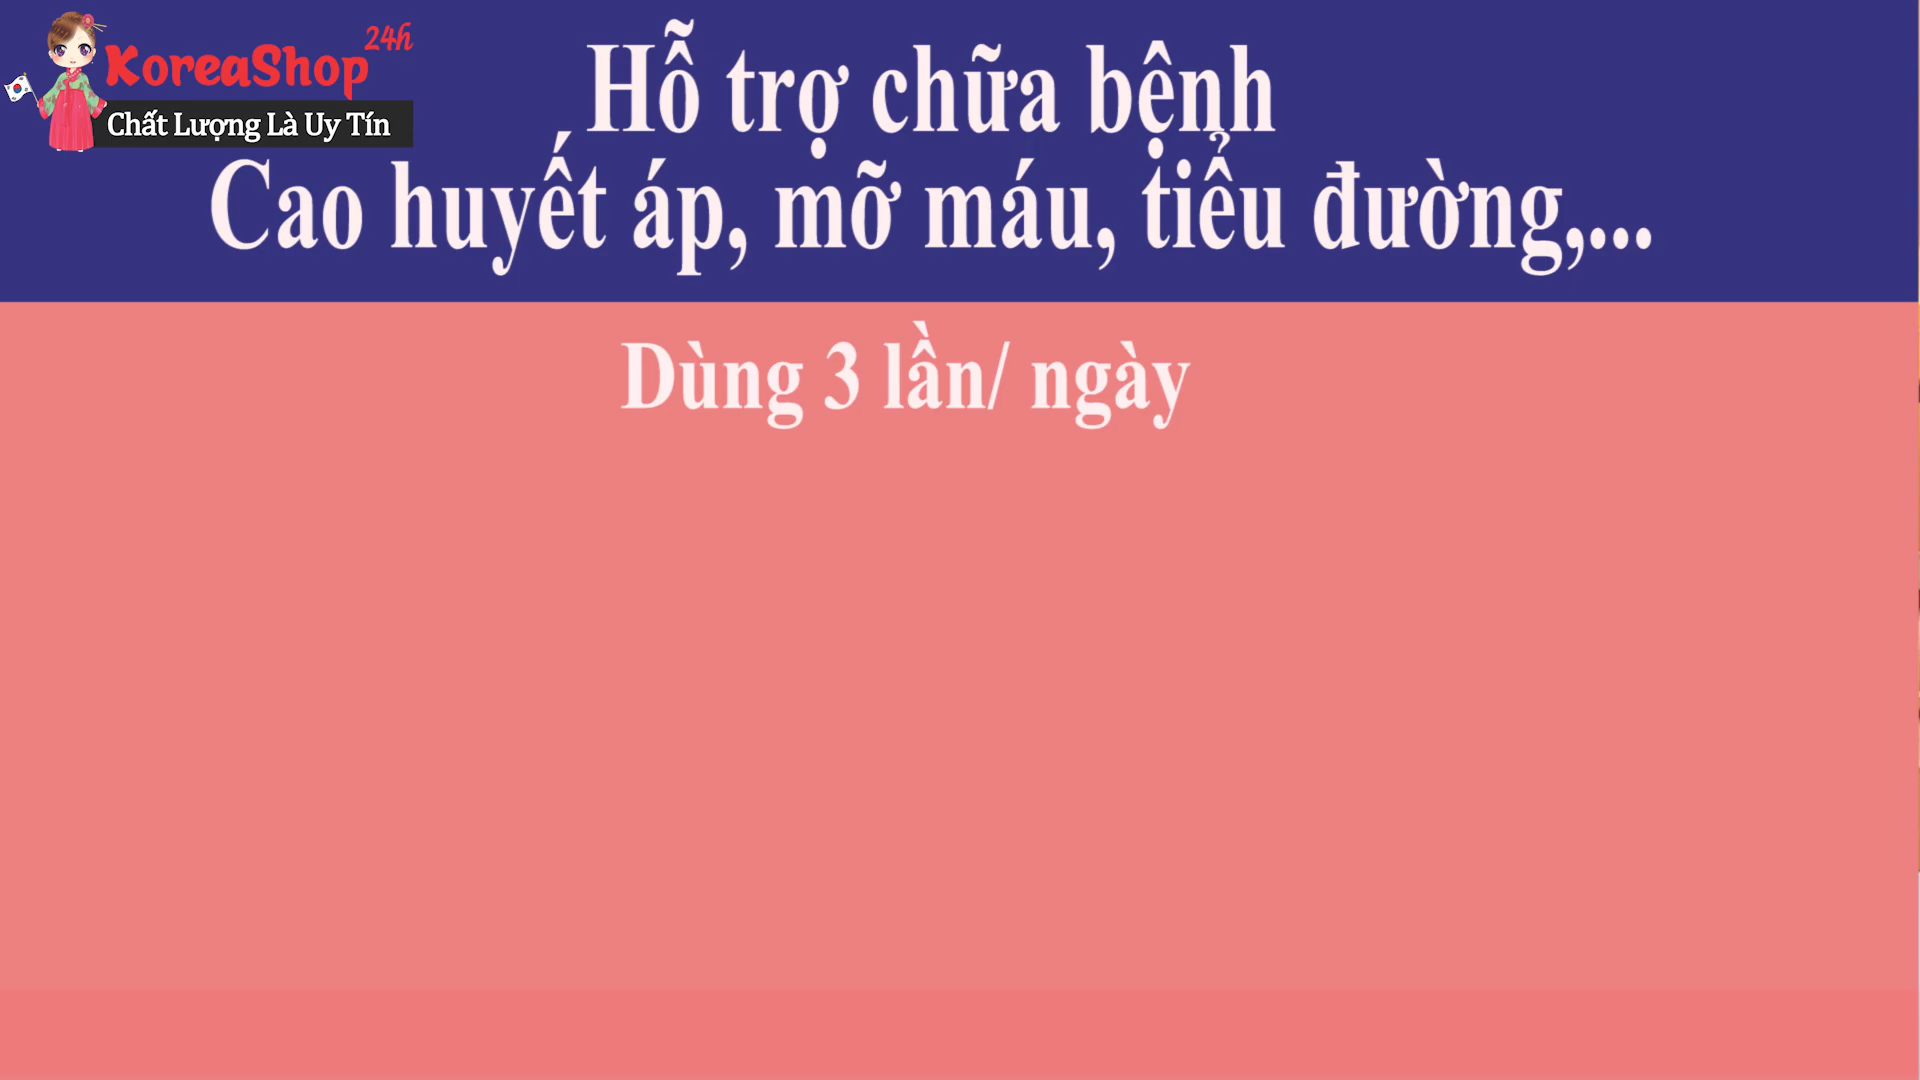 KoreaShop 24h
Chất Lượng Là Uy Tín
Hỗ trợ chữa bệnh
Cao huyết áp, mỡ máu, tiểu đường,...
Dùng 3 lần/ ngày